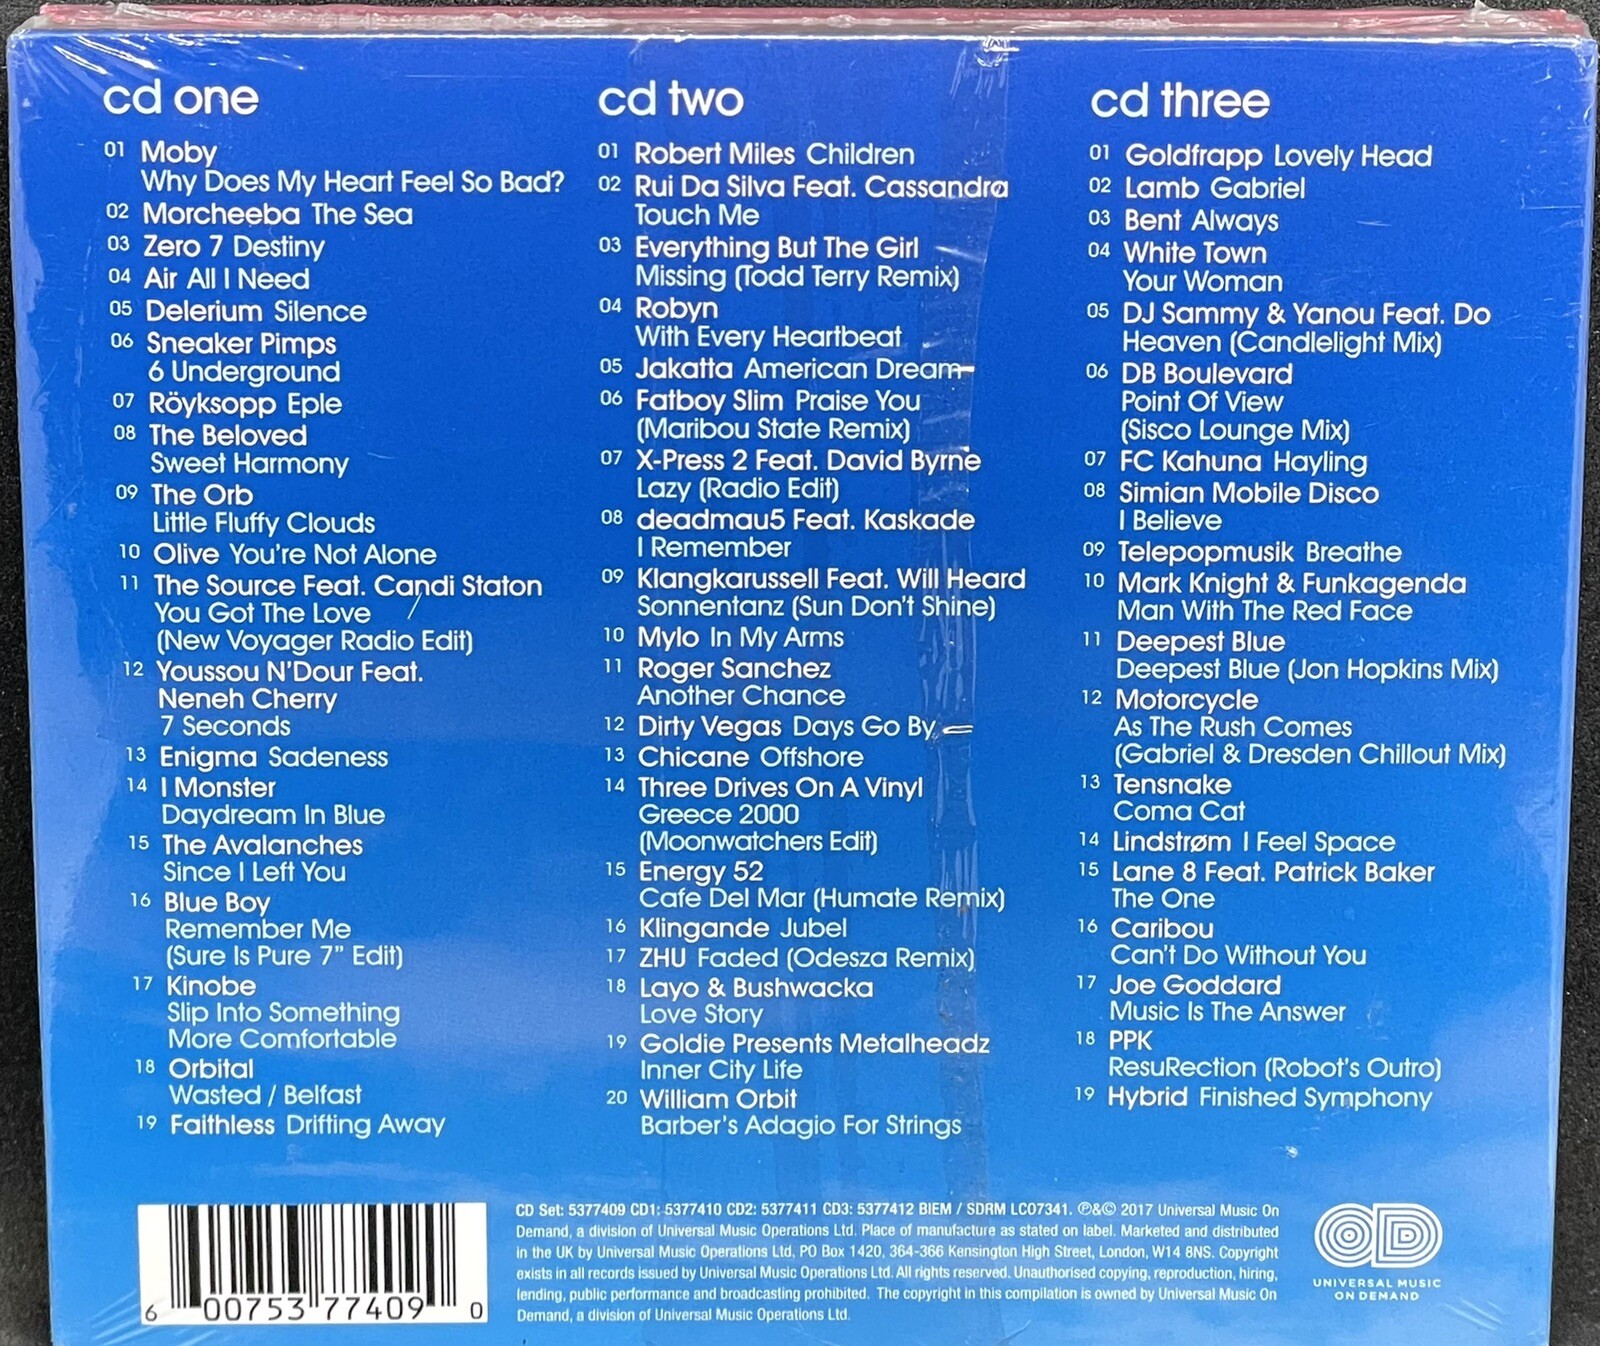 cd one
01 Moby
Why Does My Heart Feel So Bad?
02 Morcheeba The Sea
03 Zero 7 Destiny
04 Air All I Need
05 Delerium Silence
06 Sneaker Pimps
6 Underground
07 Röyksopp Eple
08 The Beloved
Sweet Harmony
09 The Orb
Little Fluffy Clouds
10 Olive You're Not Alone
11 The Source Feat. Candi Staton
You Got The Love
(New Voyager Radio Edit)
12 Youssou N'Dour Feat.
Neneh Cherry
7 Seconds
13 Enigma Sadeness
14 I Monster
Daydream In Blue
15 The Avalanches
Since I Left You
16 Blue Boy
Remember Me
(Sure Is Pure 7” Edit)
17 Kinobe
Slip Into Something
More Comfortable
18 Orbital
Wasted / Belfast
19 Faithless Drifting Away
cd two
01 Robert Miles Children
02 Rui Da Silva Feat. Cassandra
Touch Me
03 Everything But The Girl
Missing (Todd Terry Remix)
04 Robyn
With Every Heartbeat
05 Jakatta American Dream
06 Fatboy Slim Praise You
(Maribou State Remix)
07 X-Press 2 Feat. David Byrne
Lazy (Radio Edit)
08 deadmau5 Feat. Kaskade
I Remember
09 Klangkarussell Feat. Will Heard
Sonnentanz (Sun Don't Shine)
10 Mylo In My Arms
11 Roger Sanchez
Another Chance
12 Dirty Vegas Days Go By
13 Chicane Offshore
14 Three Drives On A Vinyl
Greece 2000
(Moonwatchers Edit)
15 Energy 52
Cafe Del Mar (Humate Remix)
16 Klingande Jubel
17 ZHU Faded (Odesza Remix)
18 Layo & Bushwacka
Love Story
19 Goldie Presents Metalheadz
Inner City Life
20 William Orbit
Barber's Adagio For Strings
cd three
01 Goldfrapp Lovely Head
02 Lamb Gabriel
03 Bent Always
04 White Town
Your Woman
05 DJ Sammy & Yanou Feat. Do
Heaven (Candlelight Mix)
06 DB Boulevard
Point Of View
(Sisco Lounge Mix)
07 FC Kahuna Hayling
08 Simian Mobile Disco
I Believe
09 Telepopmusik Breathe
10 Mark Knight & Funkagenda
Man With The Red Face
11 Deepest Blue
Deepest Blue (Jon Hopkins Mix)
12 Motorcycle
As The Rush Comes
(Gabriel & Dresden Chillout Mix)
13 Tensnake
Coma Cat
14 Lindstrøm I Feel Space
15 Lane 8 Feat. Patrick Baker
The One
16 Caribou
Can't Do Without You
17 Joe Goddard
Music Is The Answer
18 PPK
ResuRection (Robot's Outro)
19 Hybrid Finished Symphony
6 00753 77409 0
CD Set: 5377409 CD1: 5377410 CD2: 5377411 CD3: 5377412 BIEM / SDRM LC07341. ℗&© 2017 Universal Music On
Demand, a division of Universal Music Operations Ltd. Place of manufacture as stated on label. Marketed and distributed
in the UK by Universal Music Operations Ltd, PO Box 1420, 364-366 Kensington High Street, London, W14 8NS. Copyright
exists in all records issued by Universal Music Operations Ltd. All rights reserved. Unauthorised copying, reproduction, hiring,
lending, public performance and broadcasting prohibited. The copyright in this compilation is owned by Universal Music On
Demand, a division of Universal Music Operations Ltd.
OD
UNIVERSAL MUSIC
ON DEMAND